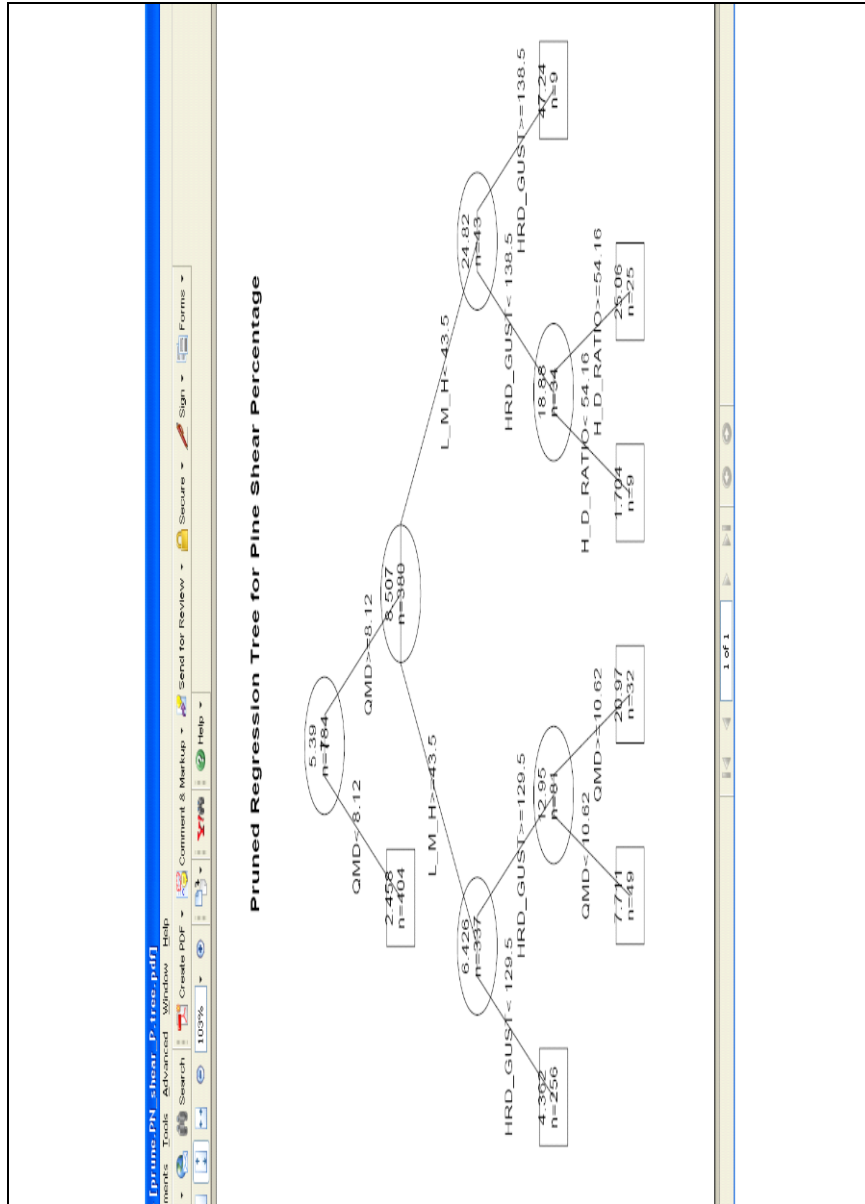 [prune.PN_shear_P.tree.pdf]
ments Tools Advanced Window Help
Search Create PDF Comment & Markup Send for Review Secure Sign Forms
103% Help
Pruned Regression Tree for Pine Shear Percentage
5.39
n=784
QMD< 8.12
QMD>=8.12
2.458
n=404
8.507
n=380
L_M_H>=43.5
L_M_H< 43.5
6.426
n=337
24.82
n=43
HRD_GUST< 129.5
HRD_GUST>=129.5
HRD_GUST< 138.5
HRD_GUST>=138.5
4.362
n=256
12.95
n=81
18.88
n=34
47.24
n=9
QMD< 10.62
QMD>=10.62
H_D_RATIO< 54.16
H_D_RATIO>=54.16
7.711
n=49
20.97
n=32
1.704
n=9
25.06
n=25
1 of 1